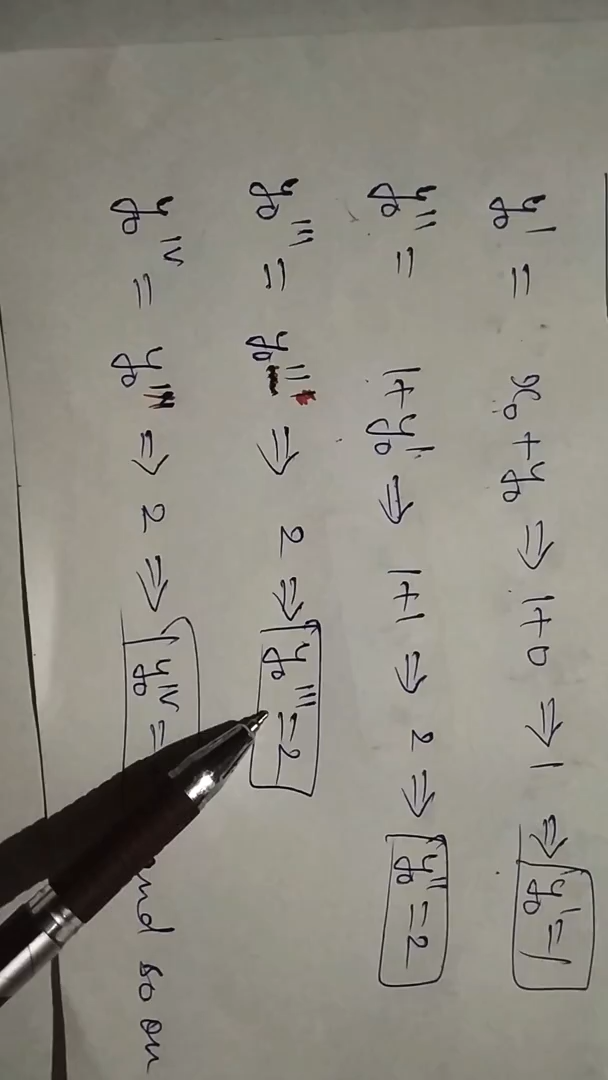 y₀' = x₀ + y₀ ⇒ 1+0 ⇒ 1 ⇒ y₀' = 1
y₀'' = 1+y₀' ⇒ 1+1 ⇒ 2 ⇒ y₀'' = 2
y₀''' = y₀'' ⇒ 2 ⇒ y₀''' = 2
y₀ᴵⱽ = y₀''' ⇒ 2 ⇒ y₀ᴵⱽ = and so on